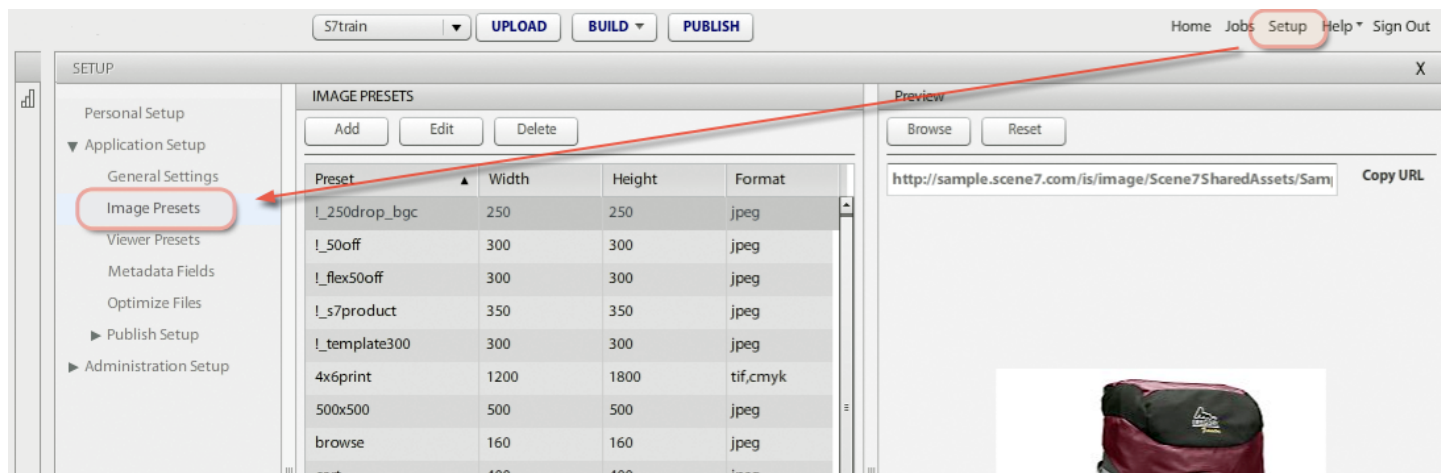 S7train UPLOAD BUILD PUBLISH Home Jobs Setup Help Sign Out
SETUP X
Personal Setup
Application Setup
General Settings
Image Presets
Viewer Presets
Metadata Fields
Optimize Files
Publish Setup
Administration Setup
IMAGE PRESETS
Add Edit Delete
Preset Width Height Format
!_250drop_bgc 250 250 jpeg
!_50off 300 300 jpeg
!_flex50off 300 300 jpeg
!_s7product 350 350 jpeg
!_template300 300 300 jpeg
4x6print 1200 1800 tif,cmyk
500x500 500 500 jpeg
browse 160 160 jpeg
Preview
Browse Reset
http://sample.scene7.com/is/image/Scene7SharedAssets/Sam Copy URL